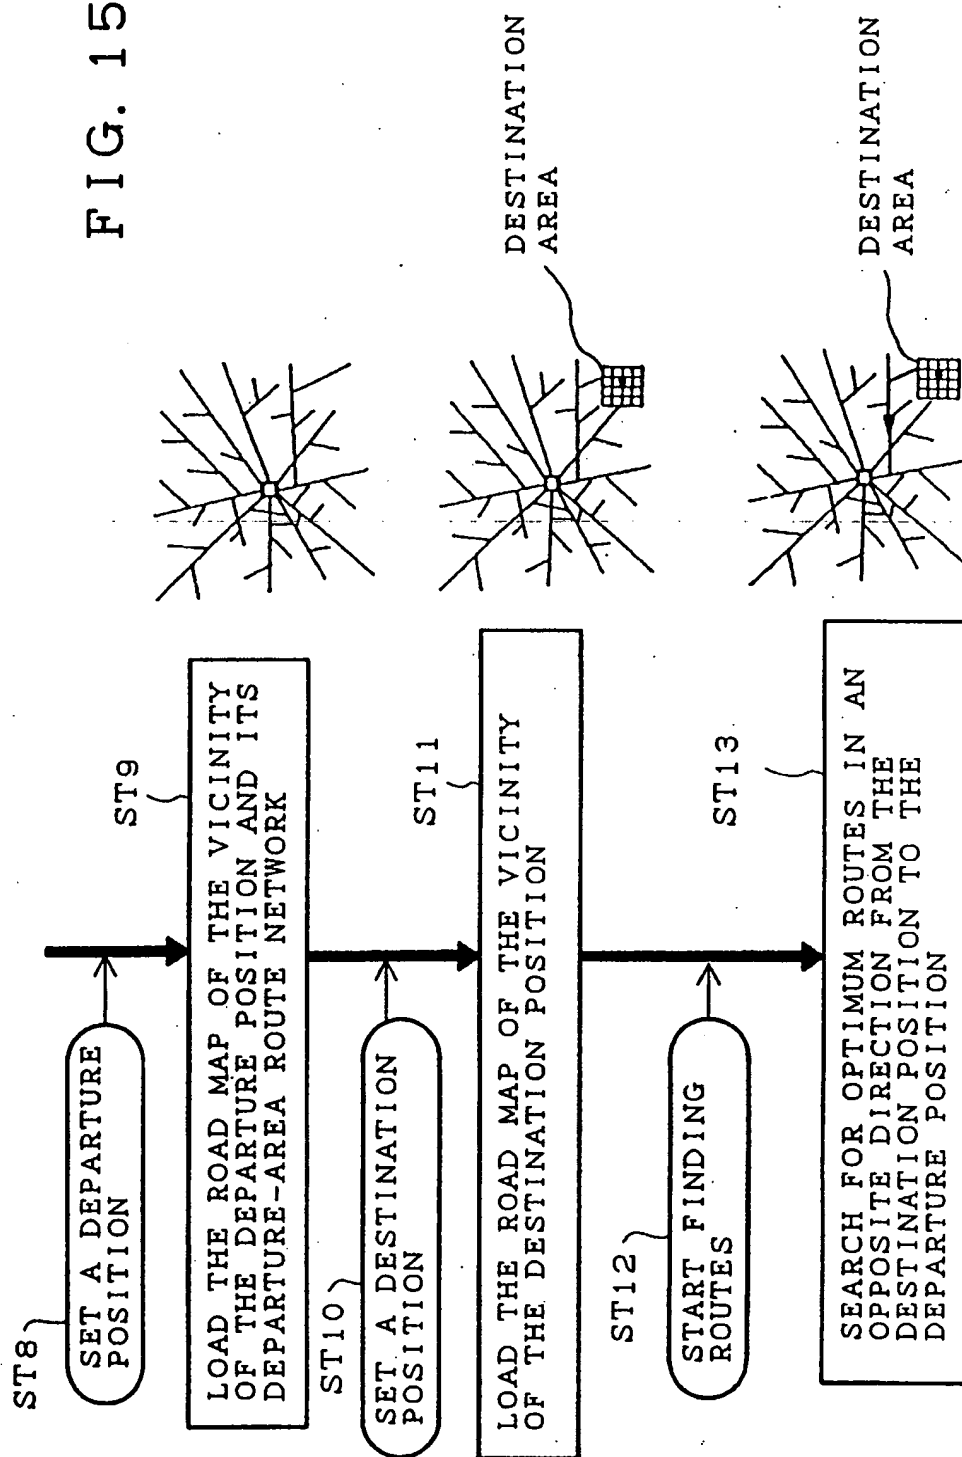 FIG. 15
ST8
SET A DEPARTURE
POSITION
ST9
LOAD THE ROAD MAP OF THE VICINITY
OF THE DEPARTURE POSITION AND ITS
DEPARTURE-AREA ROUTE NETWORK
ST10
SET A DESTINATION
POSITION
ST11
LOAD THE ROAD MAP OF THE VICINITY
OF THE DESTINATION POSITION
DESTINATION
AREA
ST12
START FINDING
ROUTES
ST13
SEARCH FOR OPTIMUM ROUTES IN AN
OPPOSITE DIRECTION FROM THE
DESTINATION POSITION TO THE
DEPARTURE POSITION
DESTINATION
AREA